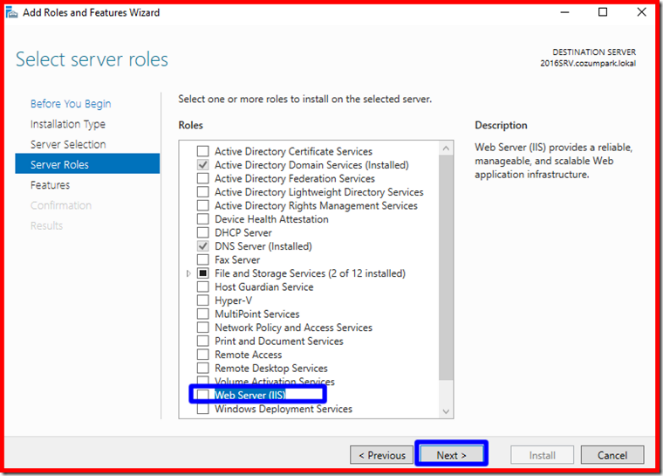 Add Roles and Features Wizard
Select server roles
DESTINATION SERVER
2016SRV.cozumpark.lokal
Before You Begin
Installation Type
Server Selection
Server Roles
Features
Confirmation
Results
Select one or more roles to install on the selected server.
Roles
Active Directory Certificate Services
Active Directory Domain Services (Installed)
Active Directory Federation Services
Active Directory Lightweight Directory Services
Active Directory Rights Management Services
Device Health Attestation
DHCP Server
DNS Server (Installed)
Fax Server
File and Storage Services (2 of 12 installed)
Host Guardian Service
Hyper-V
MultiPoint Services
Network Policy and Access Services
Print and Document Services
Remote Access
Remote Desktop Services
Volume Activation Services
Web Server (IIS)
Windows Deployment Services
Description
Web Server (IIS) provides a reliable,
manageable, and scalable Web
application infrastructure.
< Previous
Next >
Install
Cancel